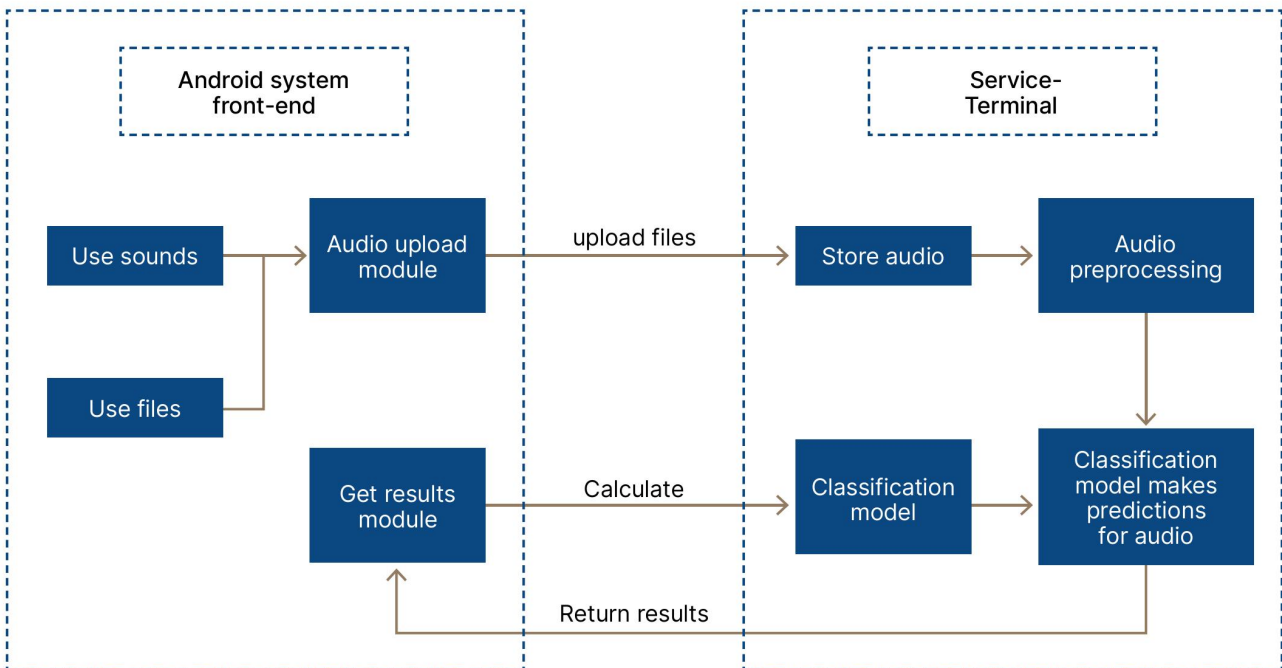 Android system
front-end
Service-
Terminal
Use sounds
Audio upload
module
upload files
Store audio
Audio
preprocessing
Use files
Get results
module
Calculate
Classification
model
Classification
model makes
predictions
for audio
Return results